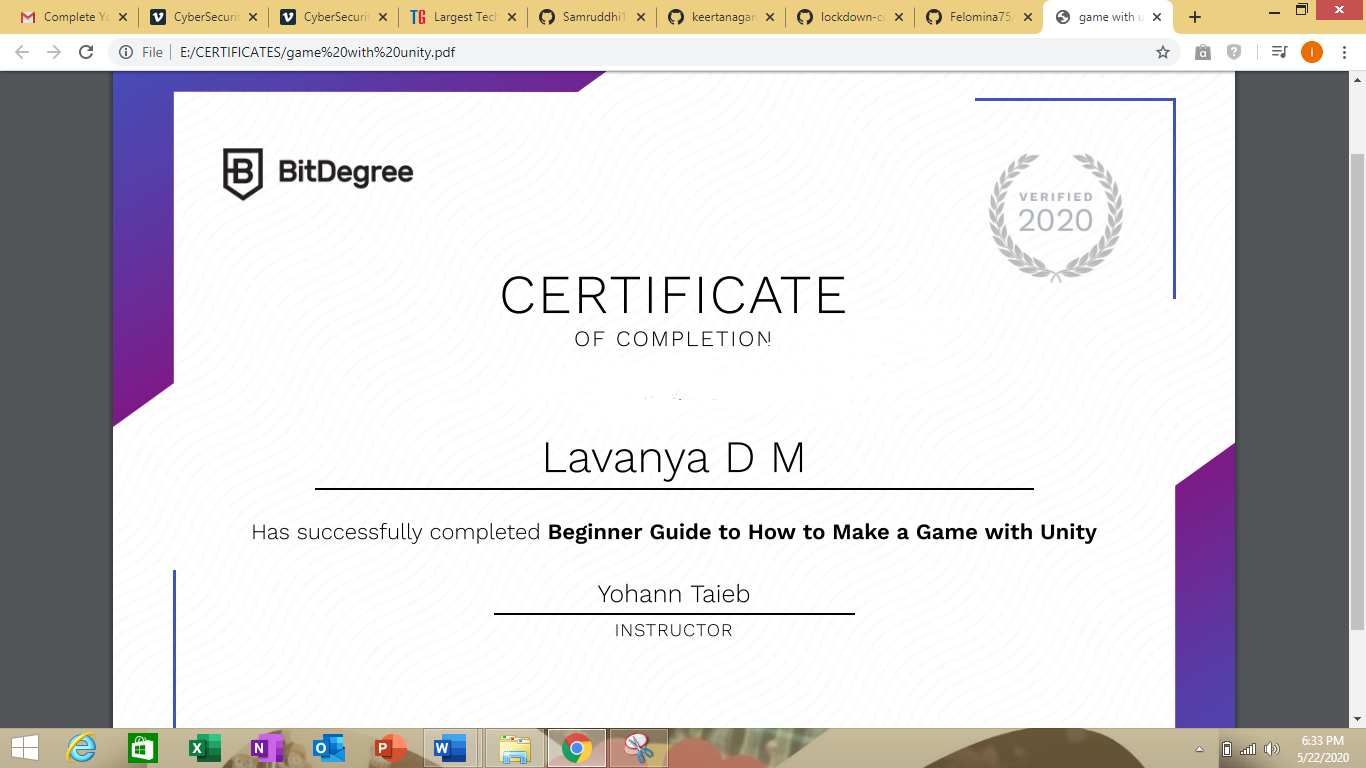 Complete Yo
CyberSecurit
CyberSecurit
TG Largest Tech
Samruddhi1
keertanagam
lockdown-co
Felomina75/
game with u
File E:/CERTIFICATES/game%20with%20unity.pdf
B BitDegree
VERIFIED
2020
CERTIFICATE
OF COMPLETION
Lavanya D M
Has successfully completed Beginner Guide to How to Make a Game with Unity
Yohann Taieb
INSTRUCTOR
6:33 PM
5/22/2020